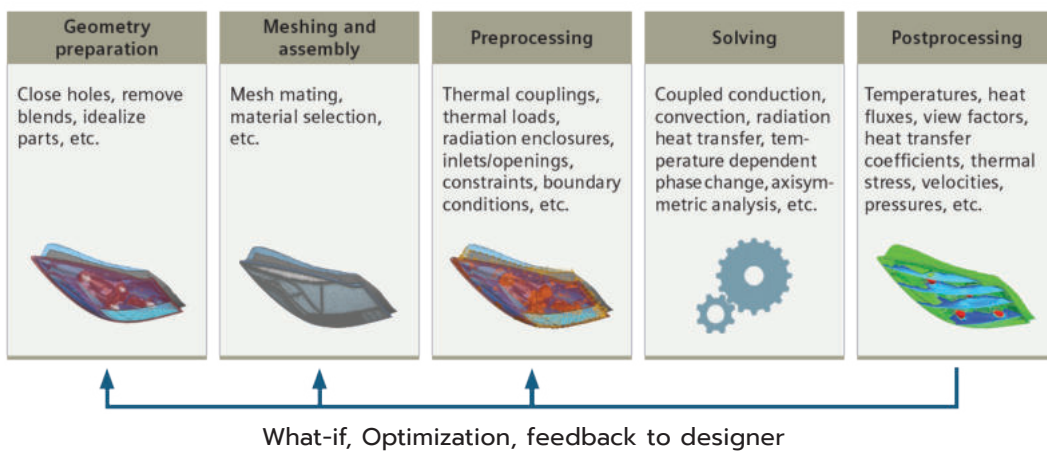 Geometry
preparation
Close holes, remove
blends, idealize
parts, etc.
Meshing and
assembly
Mesh mating,
material selection,
etc.
Preprocessing
Thermal couplings,
thermal loads,
radiation enclosures,
inlets/openings,
constraints, boundary
conditions, etc.
Solving
Coupled conduction,
convection, radiation
heat transfer, tem-
perature dependent
phase change, axisym-
metric analysis, etc.
Postprocessing
Temperatures, heat
fluxes, view factors,
heat transfer
coefficients, thermal
stress, velocities,
pressures, etc.
What-if, Optimization, feedback to designer